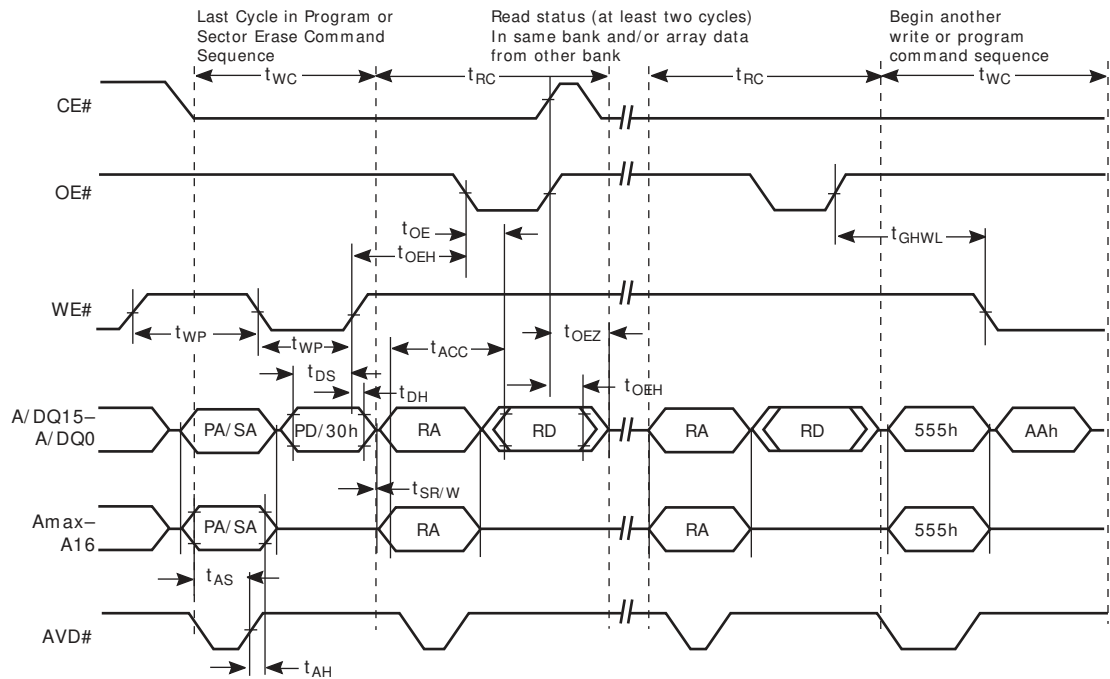 Last Cycle in Program or
Sector Erase Command
Sequence
Read status (at least two cycles)
In same bank and/or array data
from other bank
Begin another
write or program
command sequence
tWC
tRC
tRC
tWC
CE#
OE#
tOE
tOEH
tGHWL
WE#
tWP
tWP
tACC
tOEZ
tDS
tDH
tOEH
A/DQ15–
A/DQ0
PA/SA
PD/30h
RA
RD
RA
RD
555h
AAh
tSR/W
Amax–
A16
PA/SA
RA
RA
555h
tAS
AVD#
tAH